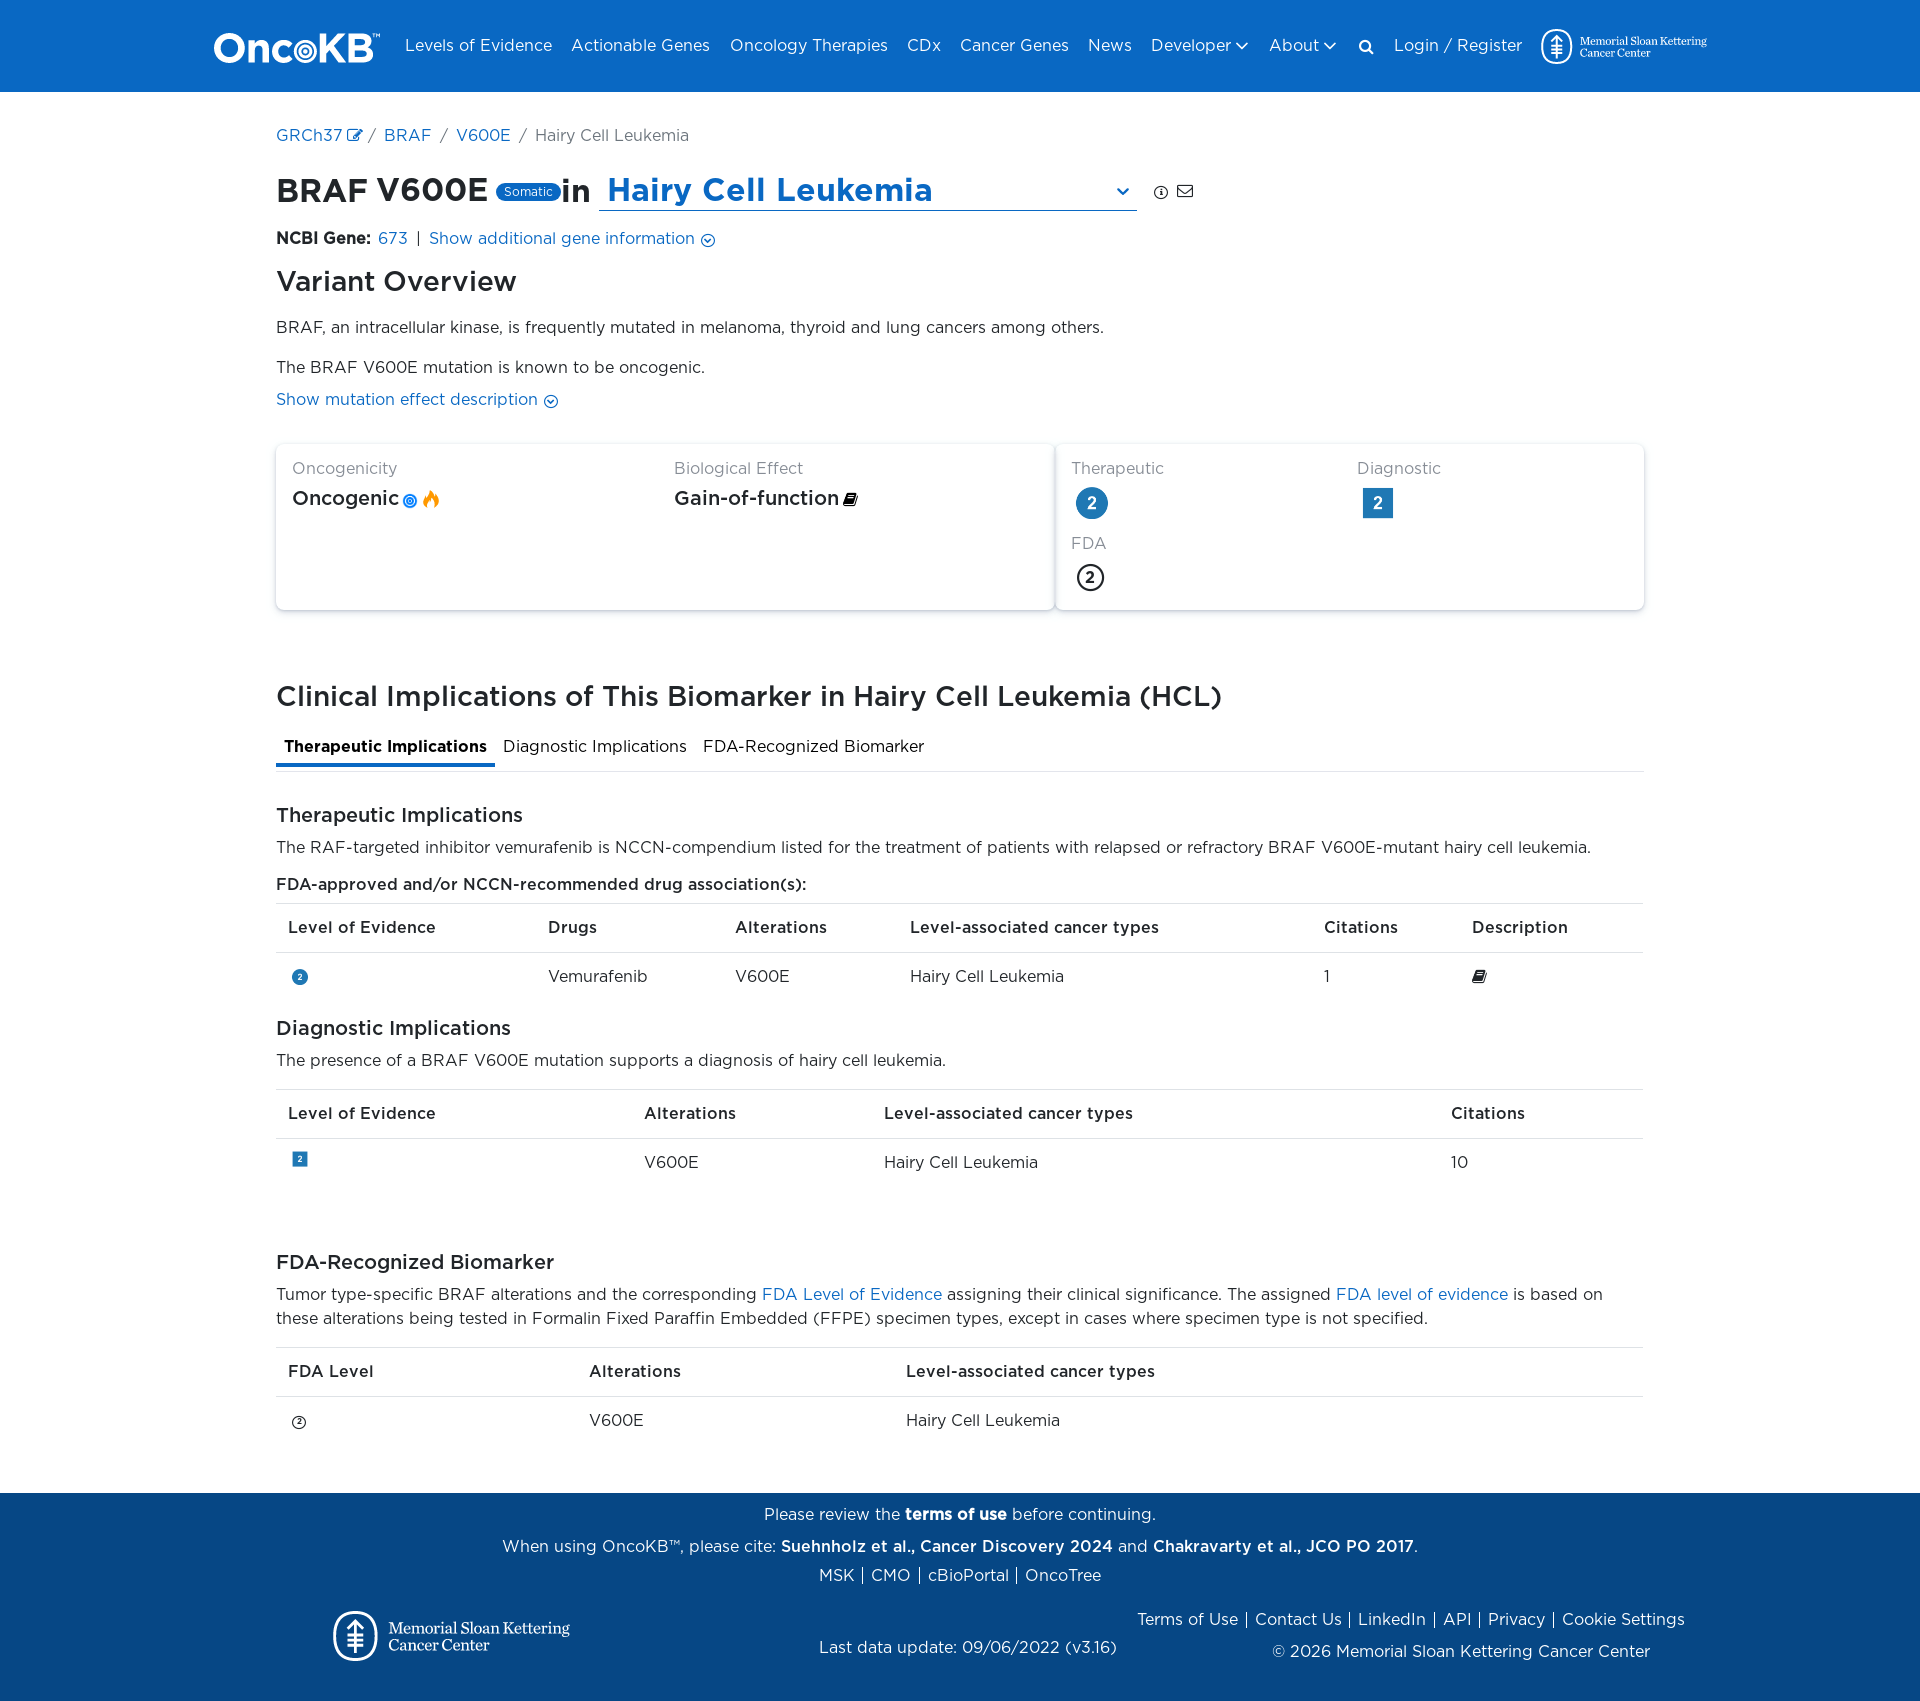 OncoKB™ Levels of Evidence Actionable Genes Oncology Therapies CDx Cancer Genes News Developer About Login / Register Memorial Sloan Kettering
Cancer Center
GRCh37 / BRAF / V600E / Hairy Cell Leukemia
BRAF V600E Somatic in Hairy Cell Leukemia
NCBI Gene: 673 | Show additional gene information
Variant Overview
BRAF, an intracellular kinase, is frequently mutated in melanoma, thyroid and lung cancers among others.
The BRAF V600E mutation is known to be oncogenic.
Show mutation effect description
Oncogenicity Biological Effect Therapeutic Diagnostic
Oncogenic Gain-of-function 2 2
FDA
2
Clinical Implications of This Biomarker in Hairy Cell Leukemia (HCL)
Therapeutic Implications Diagnostic Implications FDA-Recognized Biomarker
Therapeutic Implications
The RAF-targeted inhibitor vemurafenib is NCCN-compendium listed for the treatment of patients with relapsed or refractory BRAF V600E-mutant hairy cell leukemia.
FDA-approved and/or NCCN-recommended drug association(s):
Level of Evidence Drugs Alterations Level-associated cancer types Citations Description
2 Vemurafenib V600E Hairy Cell Leukemia 1
Diagnostic Implications
The presence of a BRAF V600E mutation supports a diagnosis of hairy cell leukemia.
Level of Evidence Alterations Level-associated cancer types Citations
2 V600E Hairy Cell Leukemia 10
FDA-Recognized Biomarker
Tumor type-specific BRAF alterations and the corresponding FDA Level of Evidence assigning their clinical significance. The assigned FDA level of evidence is based on
these alterations being tested in Formalin Fixed Paraffin Embedded (FFPE) specimen types, except in cases where specimen type is not specified.
FDA Level Alterations Level-associated cancer types
2 V600E Hairy Cell Leukemia
Please review the terms of use before continuing.
When using OncoKB™, please cite: Suehnholz et al., Cancer Discovery 2024 and Chakravarty et al., JCO PO 2017.
MSK | CMO | cBioPortal | OncoTree
Memorial Sloan Kettering
Cancer Center
Last data update: 09/06/2022 (v3.16)
Terms of Use | Contact Us | LinkedIn | API | Privacy | Cookie Settings
© 2026 Memorial Sloan Kettering Cancer Center